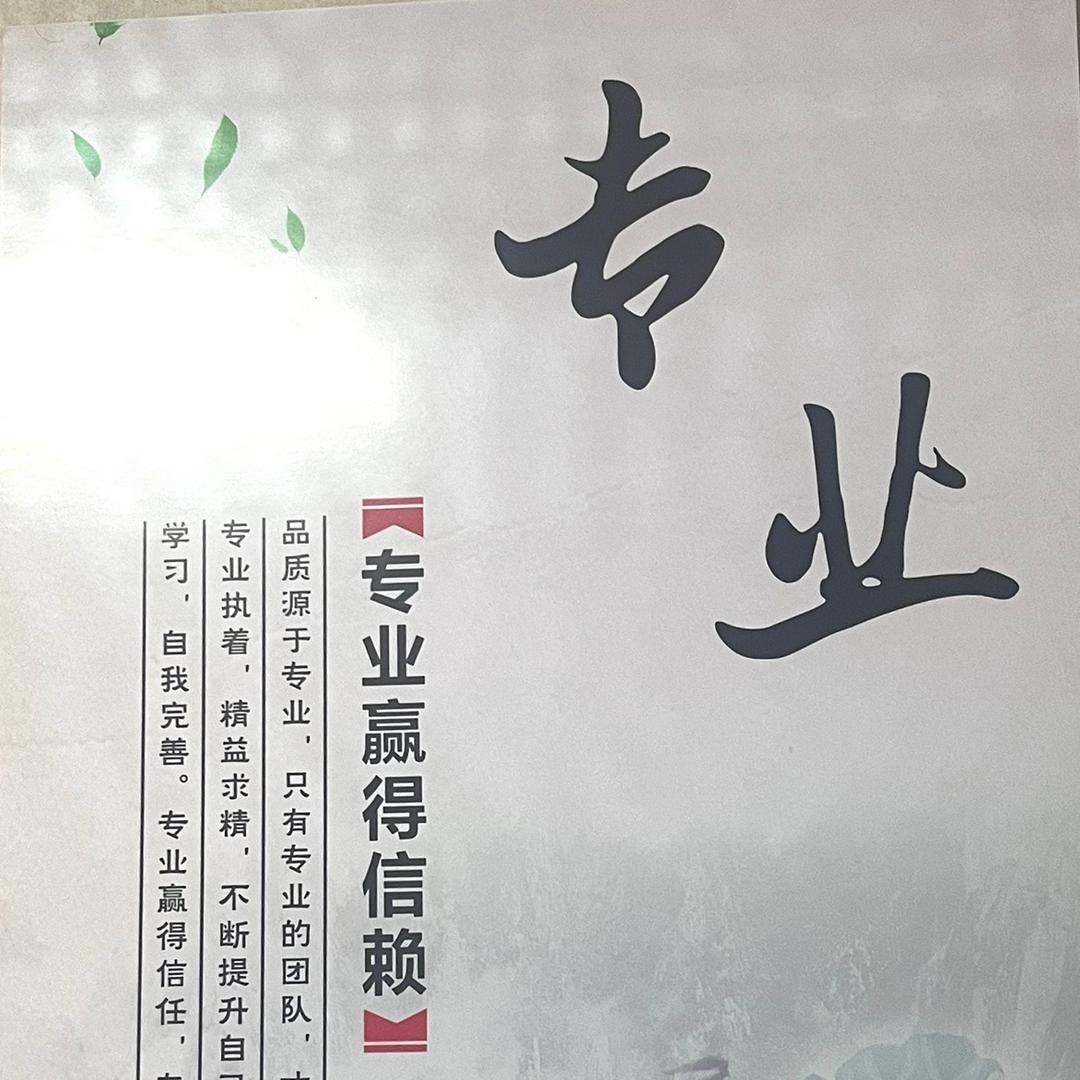 专业
专业赢得信赖
品质源于专业，只有专业的团队，
专业执着，精益求精，不断提升自己
学习，自我完善。专业赢得信任，